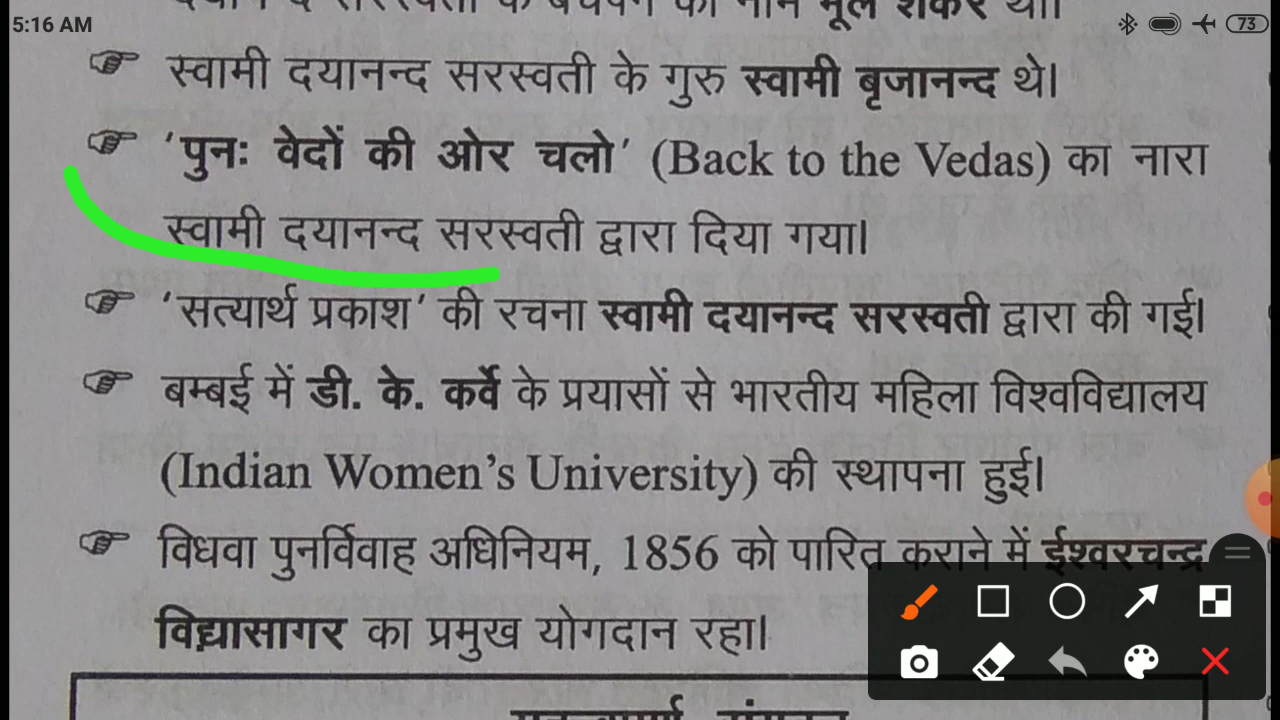 5:16 AM
73
मूल शंकर था।
स्वामी दयानन्द सरस्वती के गुरु स्वामी बृजानन्द थे।
'पुनः वेदों की ओर चलो' (Back to the Vedas) का नारा
स्वामी दयानन्द सरस्वती द्वारा दिया गया।
'सत्यार्थ प्रकाश' की रचना स्वामी दयानन्द सरस्वती द्वारा की गई।
बम्बई में डी. के. कर्वे के प्रयासों से भारतीय महिला विश्वविद्यालय
(Indian Women's University) की स्थापना हुई।
विधवा पुनर्विवाह अधिनियम, 1856 को पारित कराने में ईश्वरचन्द्र
विद्यासागर का प्रमुख योगदान रहा।